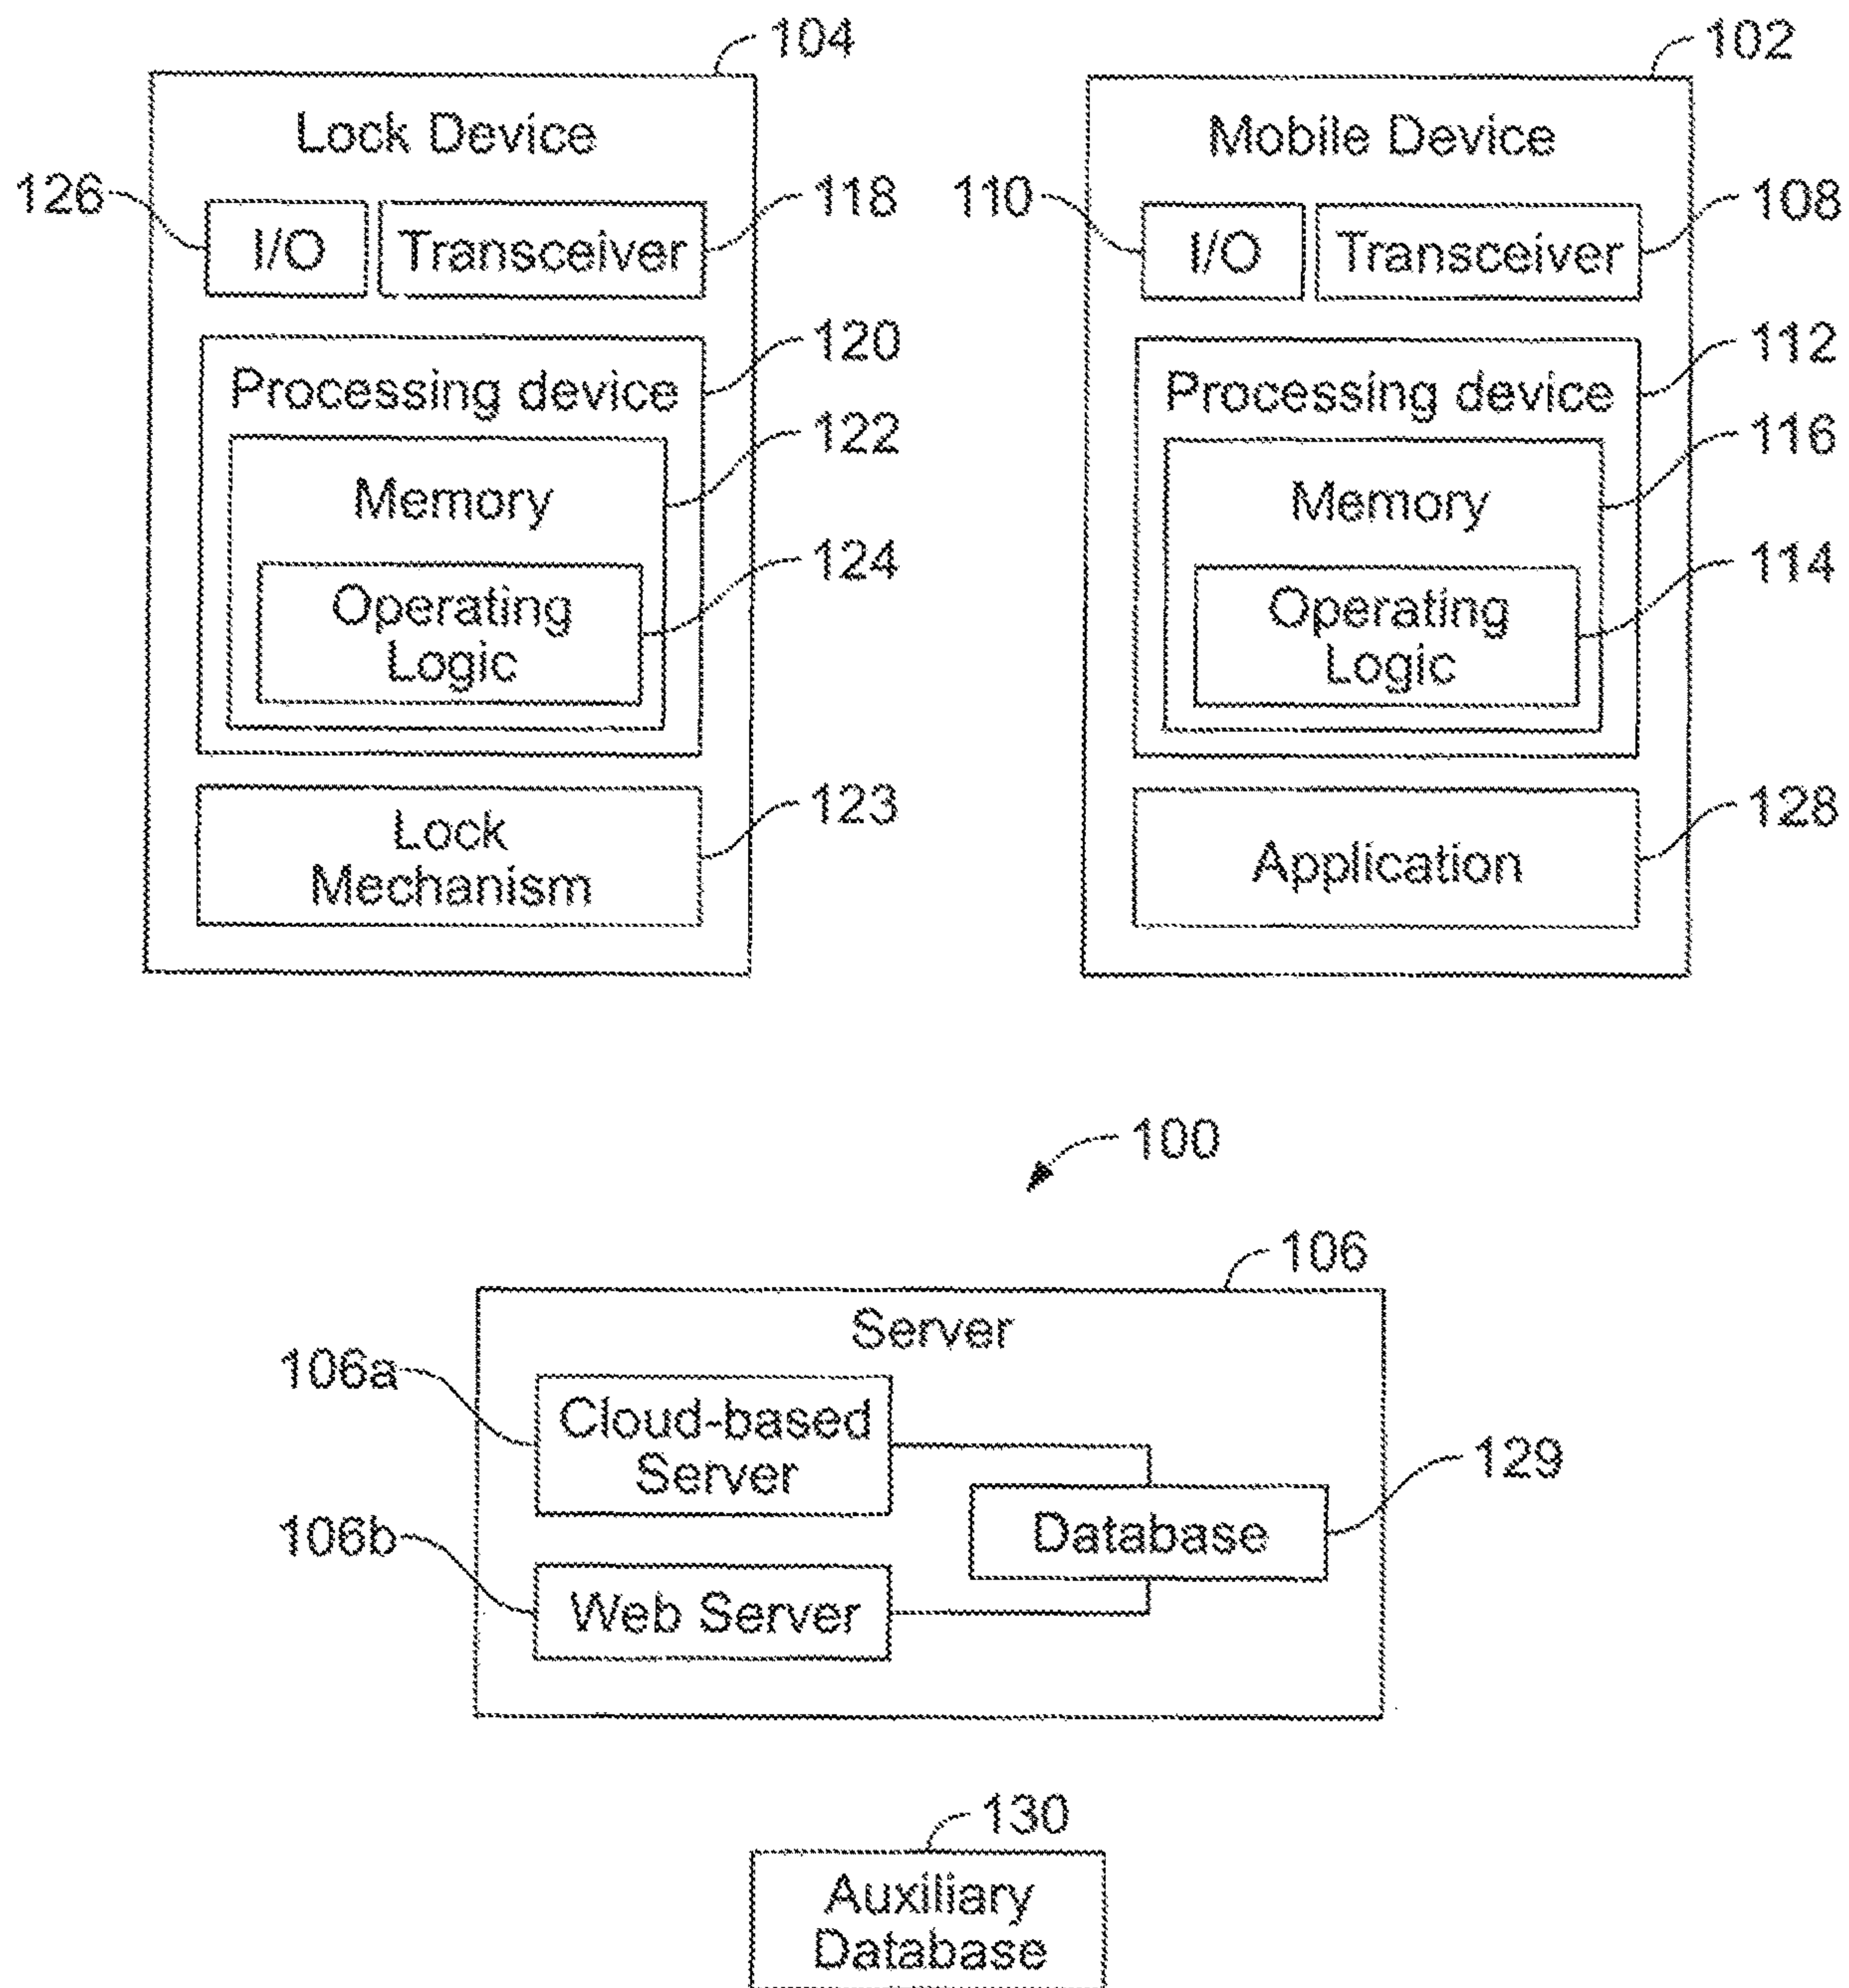 104
Lock Device
126
118
I/O
Transceiver
120
Processing device
122
Memory
124
Operating
Logic
123
Lock
Mechanism
102
Mobile Device
110
108
I/O
Transceiver
112
Processing device
116
Memory
114
Operating
Logic
128
Application
100
106
Server
106a
Cloud-based
Server
129
Database
106b
Web Server
130
Auxiliary
Database